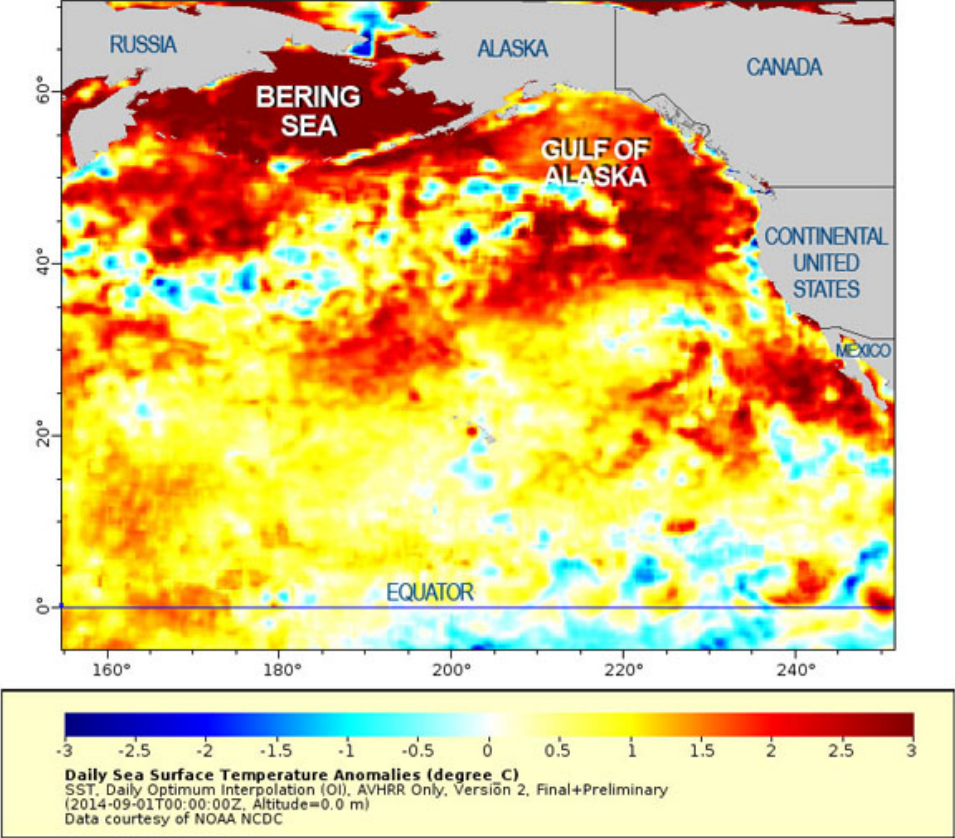 RUSSIA
ALASKA
CANADA
60°
BERING
SEA
GULF OF
ALASKA
CONTINENTAL
UNITED
STATES
40°
MEXICO
20°
EQUATOR
0°
160° 180° 200° 220° 240°
-3 -2.5 -2 -1.5 -1 -0.5 0 0.5 1 1.5 2 2.5 3
Daily Sea Surface Temperature Anomalies (degree_C)
SST, Daily Optimum Interpolation (OI), AVHRR Only, Version 2, Final+Preliminary
(2014-09-01T00:00:00Z, Altitude=0.0 m)
Data courtesy of NOAA NCDC